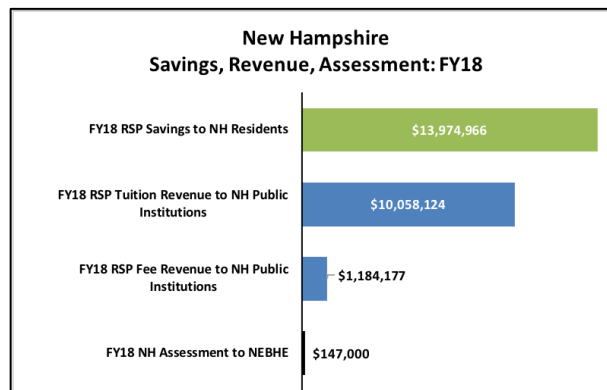 New Hampshire
Savings, Revenue, Assessment: FY18
FY18 RSP Savings to NH Residents
$13,974,966
FY18 RSP Tuition Revenue to NH Public
Institutions
$10,058,124
FY18 RSP Fee Revenue to NH Public
Institutions
$1,184,177
FY18 NH Assessment to NEBHE
$147,000